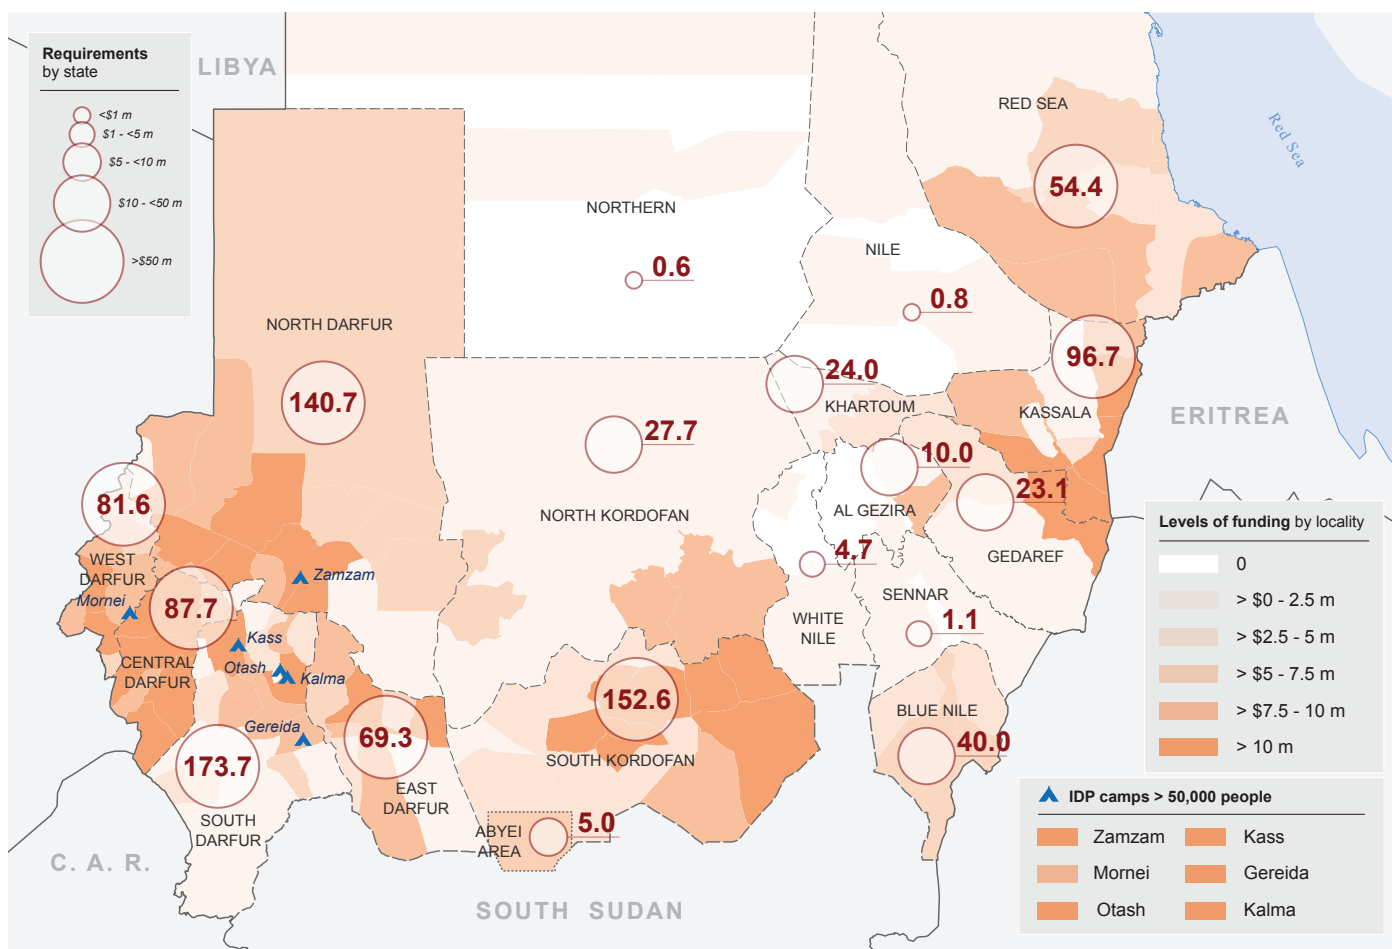 Requirements
by state
<$1 m
$1 - <5 m
$5 - <10 m
$10 - <50 m
>$50 m
LIBYA
RED SEA
Red Sea
54.4
NORTHERN
0.6
NILE
0.8
NORTH DARFUR
140.7
96.7
24.0
KHARTOUM
KASSALA
ERITREA
27.7
10.0
81.6
NORTH KORDOFAN
23.1
AL GEZIRA
GEDAREF
4.7
WEST
DARFUR
Mornei
Zamzam
87.7
SENNAR
1.1
WHITE
NILE
Kass
Otash
Kalma
CENTRAL
DARFUR
152.6
BLUE NILE
Gereida
69.3
40.0
173.7
SOUTH KORDOFAN
EAST
DARFUR
SOUTH
DARFUR
ABYEI
AREA
5.0
C. A. R.
SOUTH SUDAN
Levels of funding by locality
0
> $0 - 2.5 m
> $2.5 - 5 m
> $5 - 7.5 m
> $7.5 - 10 m
> 10 m
IDP camps > 50,000 people
Zamzam
Kass
Mornei
Gereida
Otash
Kalma